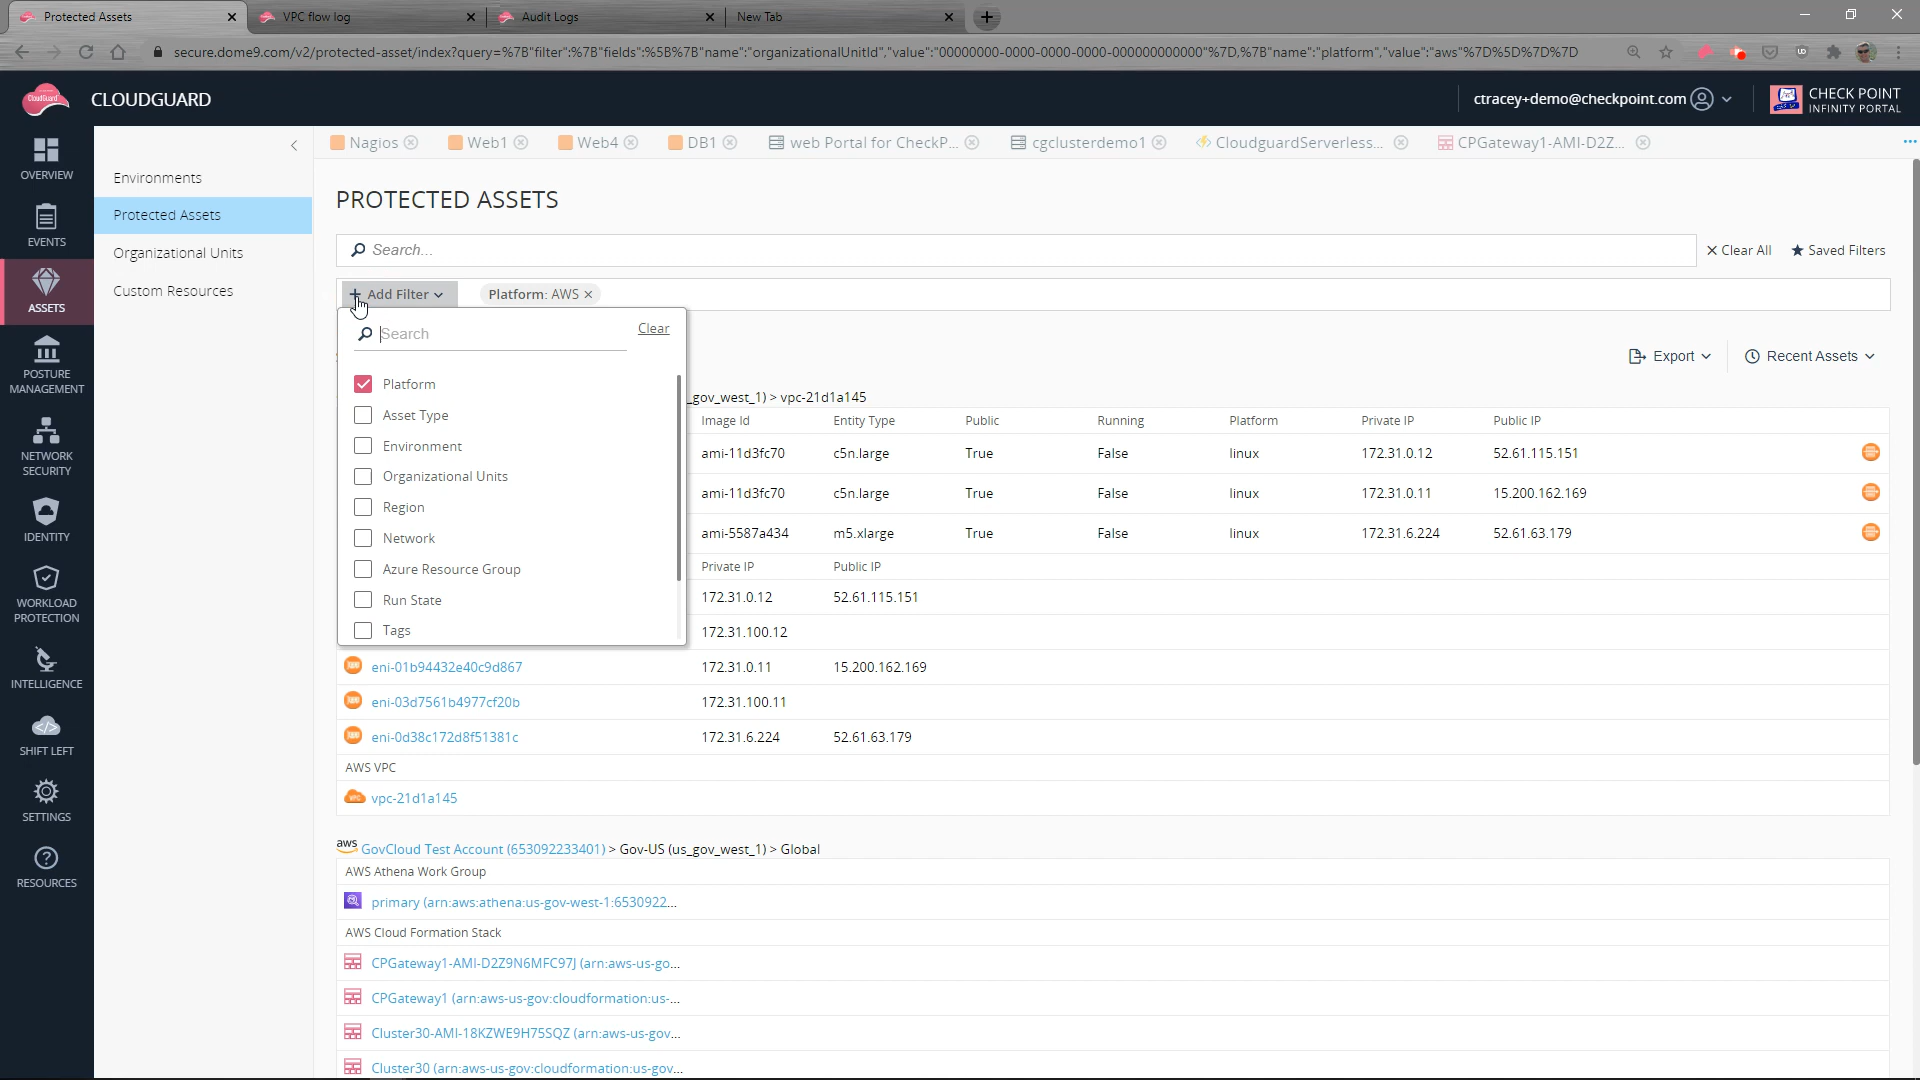 Protected Assets
VPC flow log
Audit Logs
New Tab
secure.dome9.com/v2/protected-asset/index?query=%7B"filter":%7B"fields":%5B%7B"name":"organizationalUnitId","value":"00000000-0000-0000-0000-000000000000"%7D,%7B"name":"platform","value":"aws"%7D%5D%7D%7D
CloudGuard
CLOUDGUARD
ctracey+demo@checkpoint.com
CHECK POINT
INFINITY PORTAL
OVERVIEW
EVENTS
ASSETS
POSTURE
MANAGEMENT
NETWORK
SECURITY
IDENTITY
WORKLOAD
PROTECTION
INTELLIGENCE
SHIFT LEFT
SETTINGS
RESOURCES
Environments
Protected Assets
Organizational Units
Custom Resources
Nagios
Web1
Web4
DB1
web Portal for CheckP...
cgclusterdemo1
CloudguardServerless...
CPGateway1-AMI-D2Z...
PROTECTED ASSETS
Search...
Clear All
Saved Filters
Add Filter
Platform: AWS
Search
Clear
Platform
Asset Type
Environment
Organizational Units
Region
Network
Azure Resource Group
Run State
Tags
Export
Recent Assets
_gov_west_1) > vpc-21d1a145
Image Id Entity Type Public Running Platform Private IP Public IP
ami-11d3fc70 c5n.large True False linux 172.31.0.12 52.61.115.151
ami-11d3fc70 c5n.large True False linux 172.31.0.11 15.200.162.169
ami-5587a434 m5.xlarge True False linux 172.31.6.224 52.61.63.179
Private IP Public IP
172.31.0.12 52.61.115.151
172.31.100.12
eni-01b94432e40c9d867 172.31.0.11 15.200.162.169
eni-03d7561b4977cf20b 172.31.100.11
eni-0d38c172d8f51381c 172.31.6.224 52.61.63.179
AWS VPC
vpc-21d1a145
aws GovCloud Test Account (653092233401) > Gov-US (us_gov_west_1) > Global
AWS Athena Work Group
primary (arn:aws:athena:us-gov-west-1:6530922...
AWS Cloud Formation Stack
CPGateway1-AMI-D2Z9N6MFC97J (arn:aws-us-go...
CPGateway1 (arn:aws-us-gov:cloudformation:us-...
Cluster30-AMI-18KZWE9H75SQZ (arn:aws-us-gov...
Cluster30 (arn:aws-us-gov:cloudformation:us-gov...